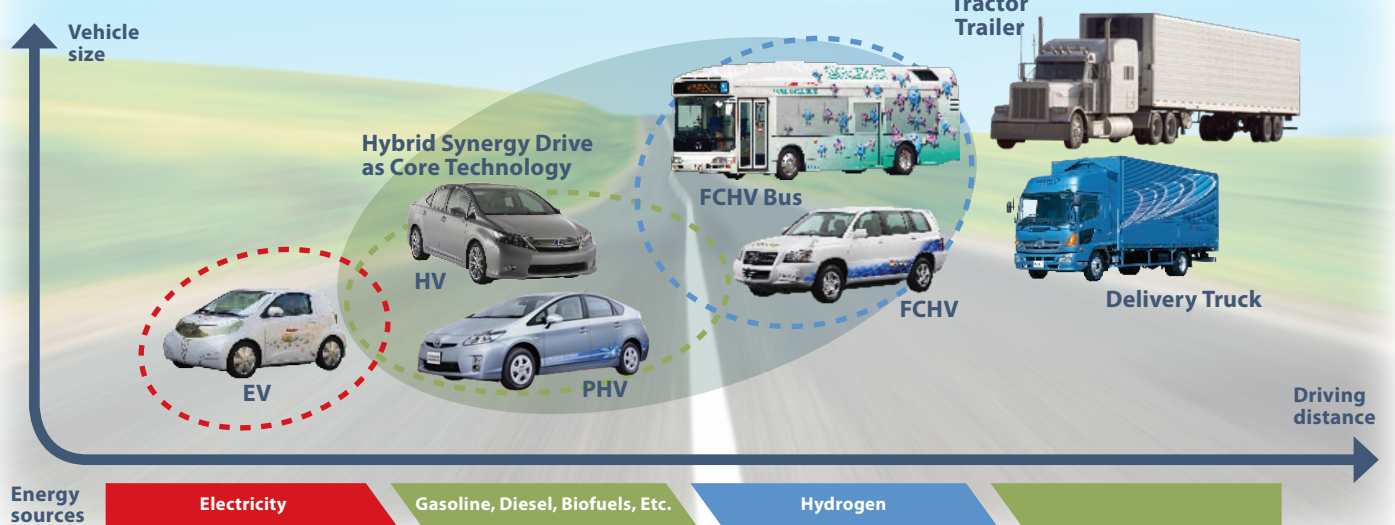 Tractor
Trailer
Vehicle
size
Hybrid Synergy Drive
as Core Technology
FCHV Bus
HV
FCHV
Delivery Truck
EV
PHV
Driving
distance
Energy
sources
Electricity
Gasoline, Diesel, Biofuels, Etc.
Hydrogen